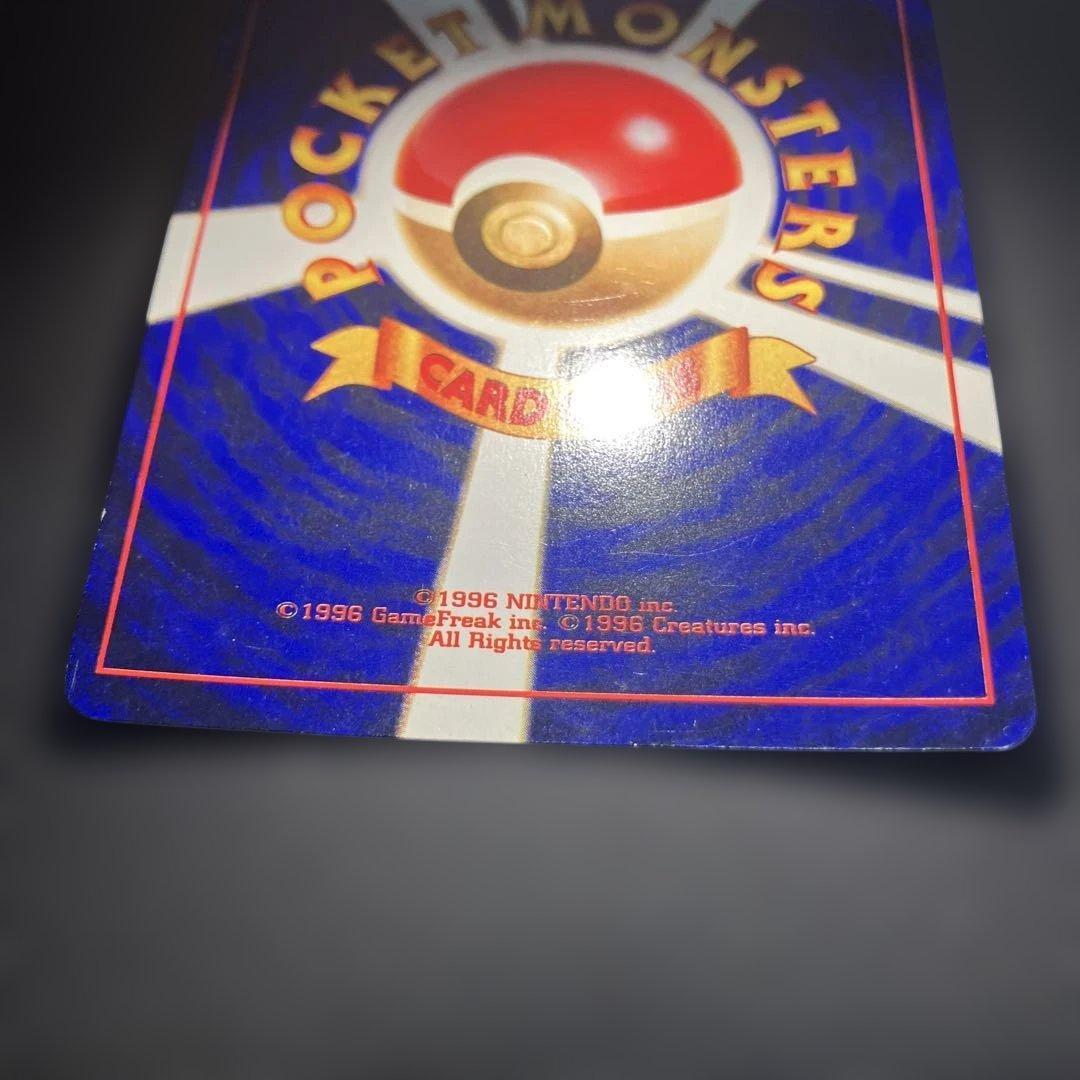 POCKET MONSTERS
CARD
©1996 NINTENDO inc.
©1996 GameFreak inc. ©1996 Creatures inc.
All Rights reserved.